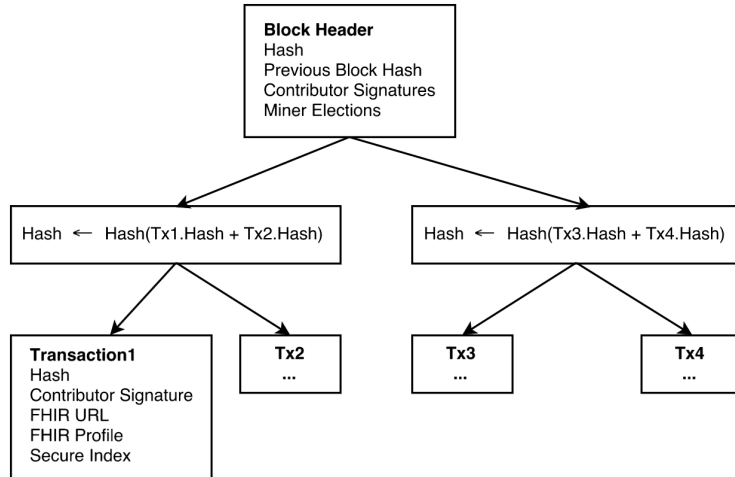 Block Header
Hash
Previous Block Hash
Contributor Signatures
Miner Elections
Hash ← Hash(Tx1.Hash + Tx2.Hash)
Hash ← Hash(Tx3.Hash + Tx4.Hash)
Transaction1
Hash
Contributor Signature
FHIR URL
FHIR Profile
Secure Index
Tx2
...
Tx3
...
Tx4
...